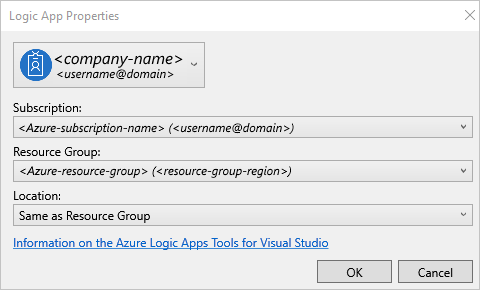 Logic App Properties
<company-name>
<username@domain>
Subscription:
<Azure-subscription-name> (<username@domain>)
Resource Group:
<Azure-resource-group> (<resource-group-region>)
Location:
Same as Resource Group
Information on the Azure Logic Apps Tools for Visual Studio
OK Cancel